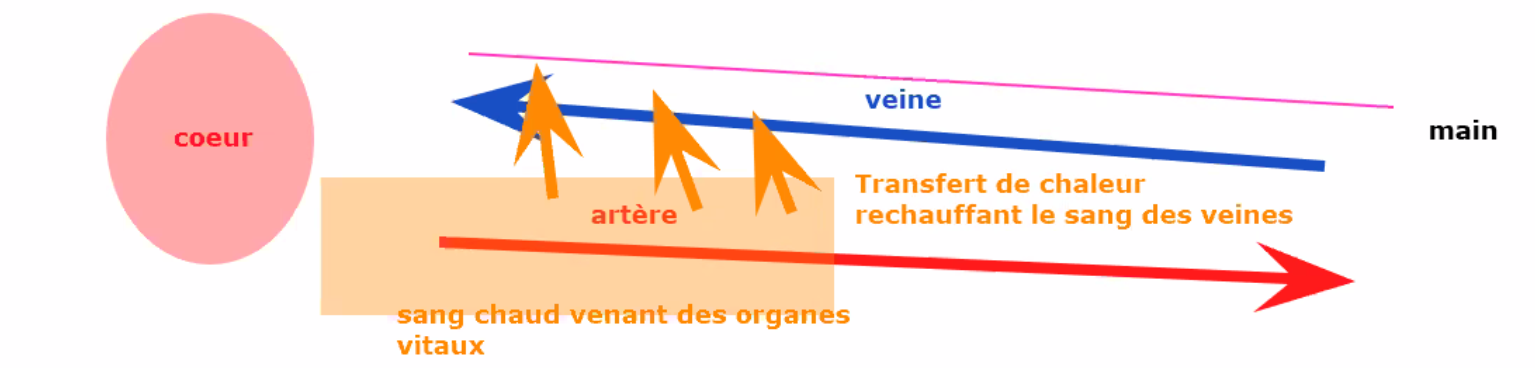 coeur
veine
main
Transfert de chaleur
rechauffant le sang des veines
artère
sang chaud venant des organes
vitaux